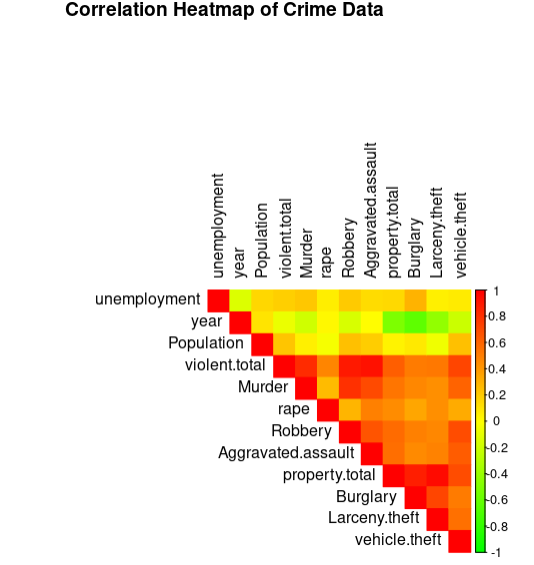 Correlation Heatmap of Crime Data
unemployment
year
Population
violent.total
Murder
rape
Robbery
Aggravated.assault
property.total
Burglary
Larceny.theft
vehicle.theft
unemployment
year
Population
violent.total
Murder
rape
Robbery
Aggravated.assault
property.total
Burglary
Larceny.theft
vehicle.theft
1
0.8
0.6
0.4
0.2
0
-0.2
-0.4
-0.6
-0.8
-1